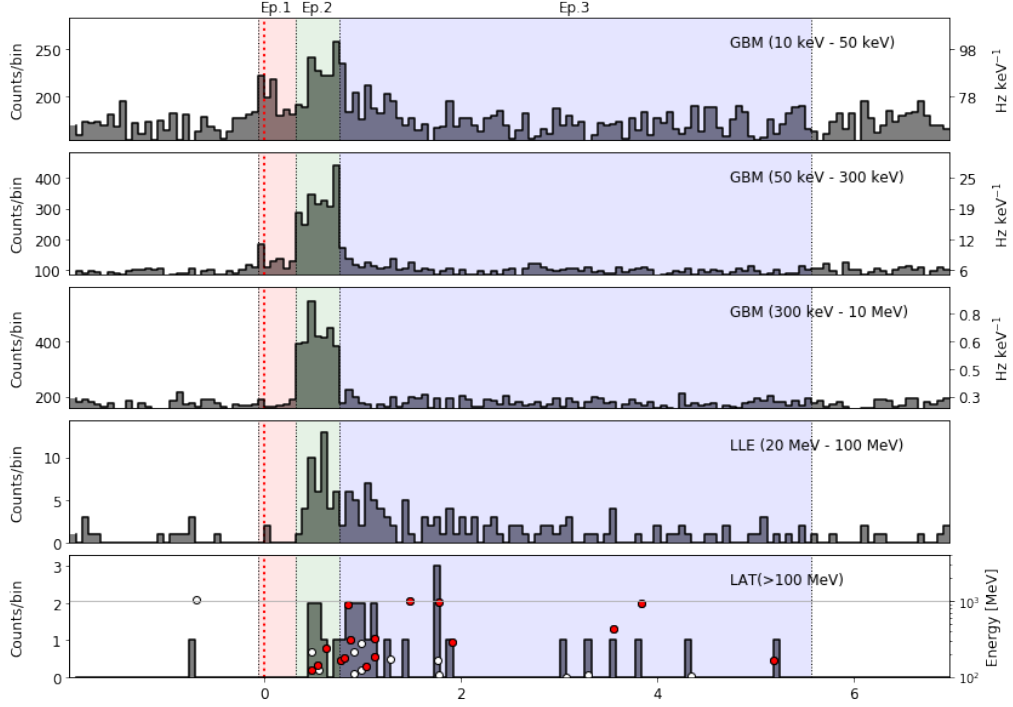 Ep.1 Ep.2 Ep.3
GBM (10 keV - 50 keV)
Counts/bin
250
200
98
78
Hz keV⁻¹
GBM (50 keV - 300 keV)
Counts/bin
400
300
200
100
25
19
12
6
Hz keV⁻¹
GBM (300 keV - 10 MeV)
Counts/bin
400
200
0.8
0.6
0.5
0.3
Hz keV⁻¹
LLE (20 MeV - 100 MeV)
Counts/bin
10
5
0
LAT(>100 MeV)
Counts/bin
3
2
1
0
10³
10²
Energy [MeV]
0 2 4 6